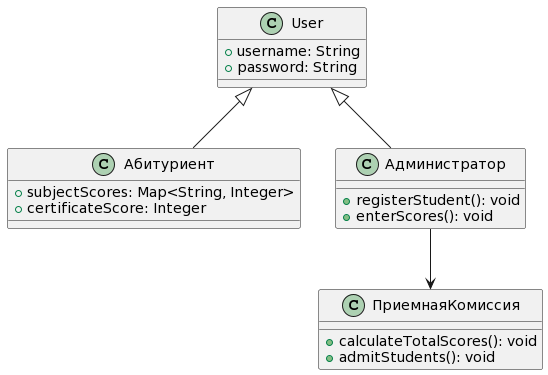 C User
+ username: String
+ password: String
C Абитуриент
+ subjectScores: Map<String, Integer>
+ certificateScore: Integer
C Администратор
+ registerStudent(): void
+ enterScores(): void
C ПриемнаяКомиссия
+ calculateTotalScores(): void
+ admitStudents(): void